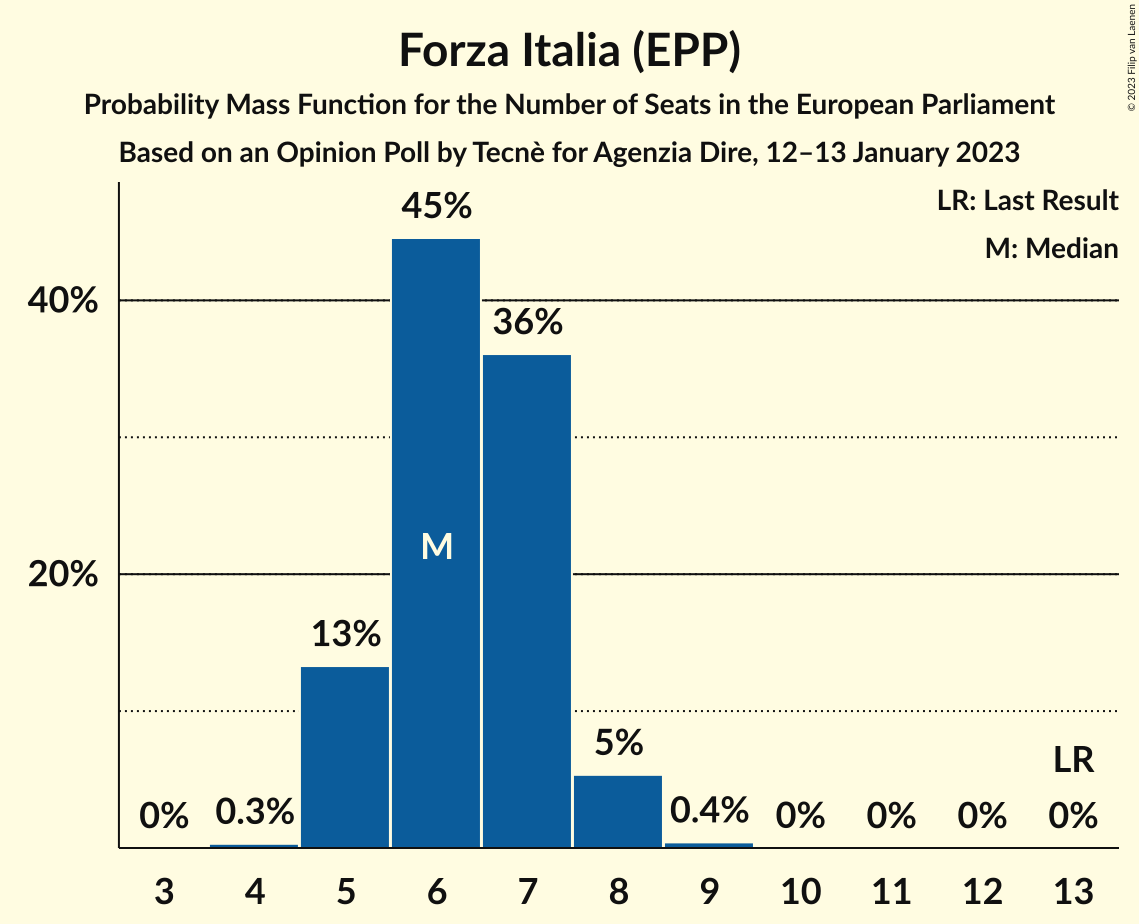 Forza Italia (EPP)
Probability Mass Function for the Number of Seats in the European Parliament
Based on an Opinion Poll by Tecnè for Agenzia Dire, 12–13 January 2023
© 2023 Filip van Laenen
LR: Last Result
M: Median
45%
40%
36%
M
20%
13%
5%
LR
0% 0.3% 0.4% 0% 0% 0% 0%
3 4 5 6 7 8 9 10 11 12 13